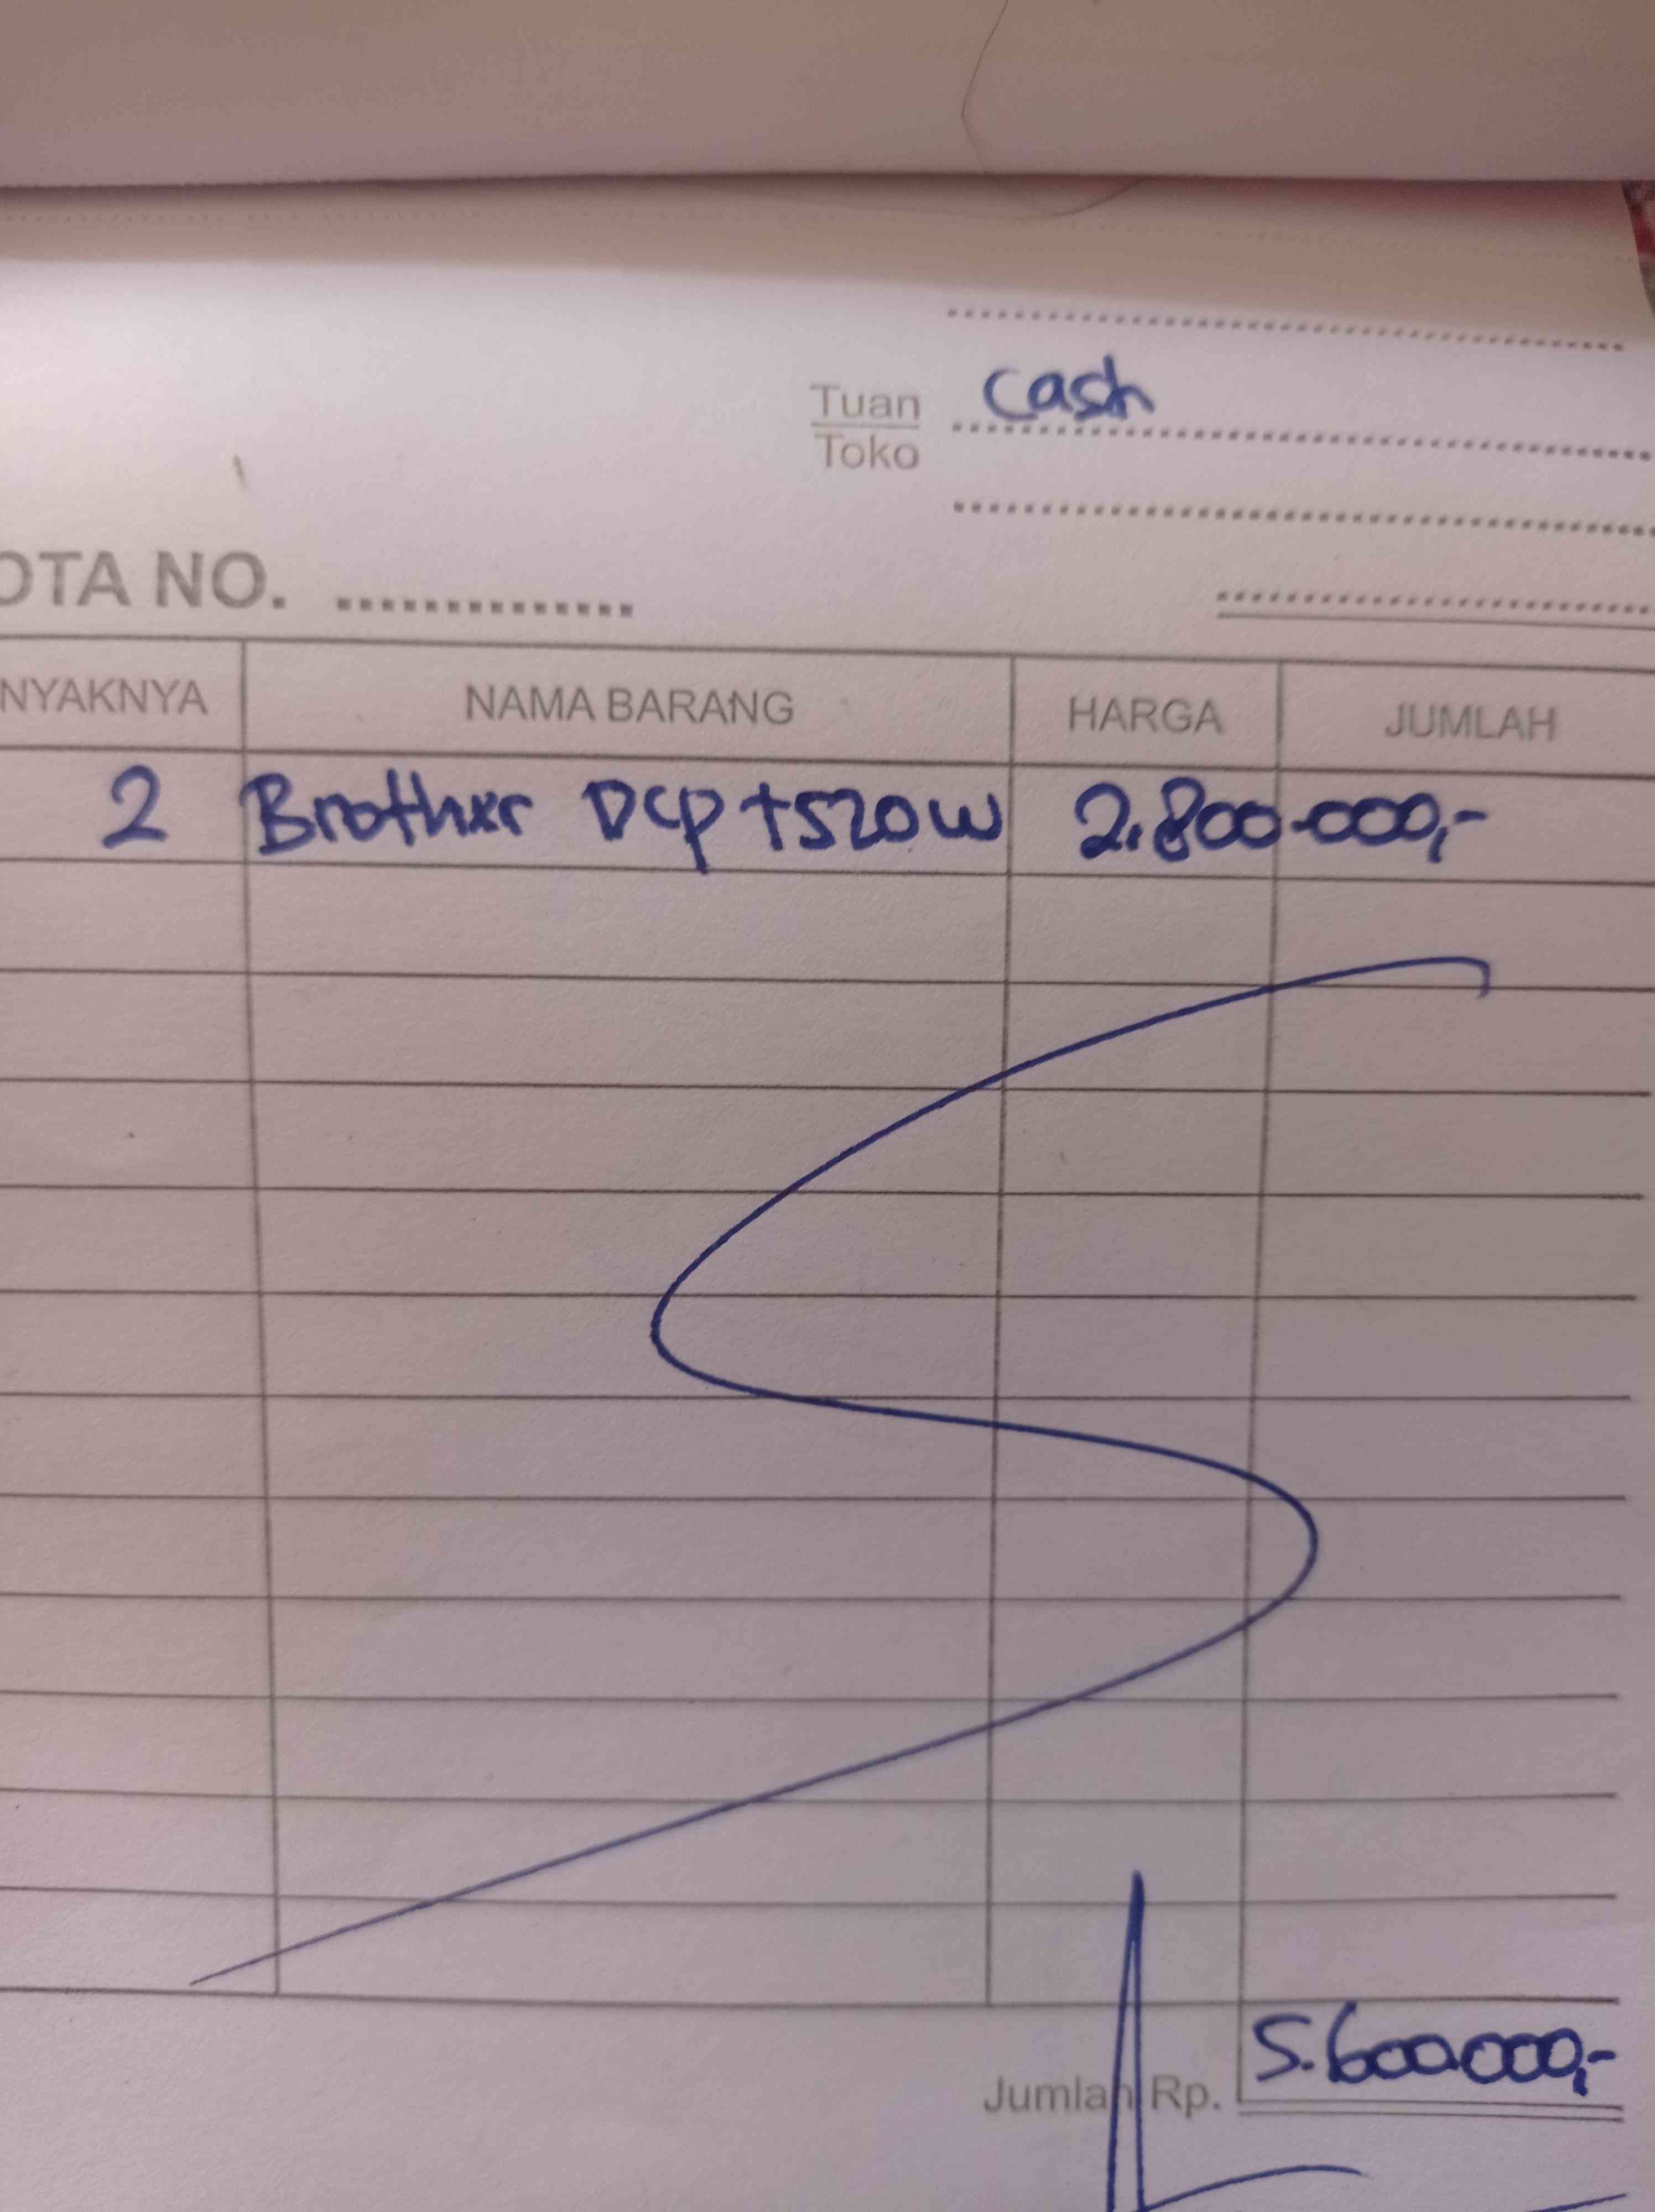 Tuan cash
Toko
OTA NO. ..............
NYAKNYA NAMA BARANG HARGA JUMLAH
2 Brother Dcp t520w 2.800.000,-
Jumlah Rp. 5.600.000,-